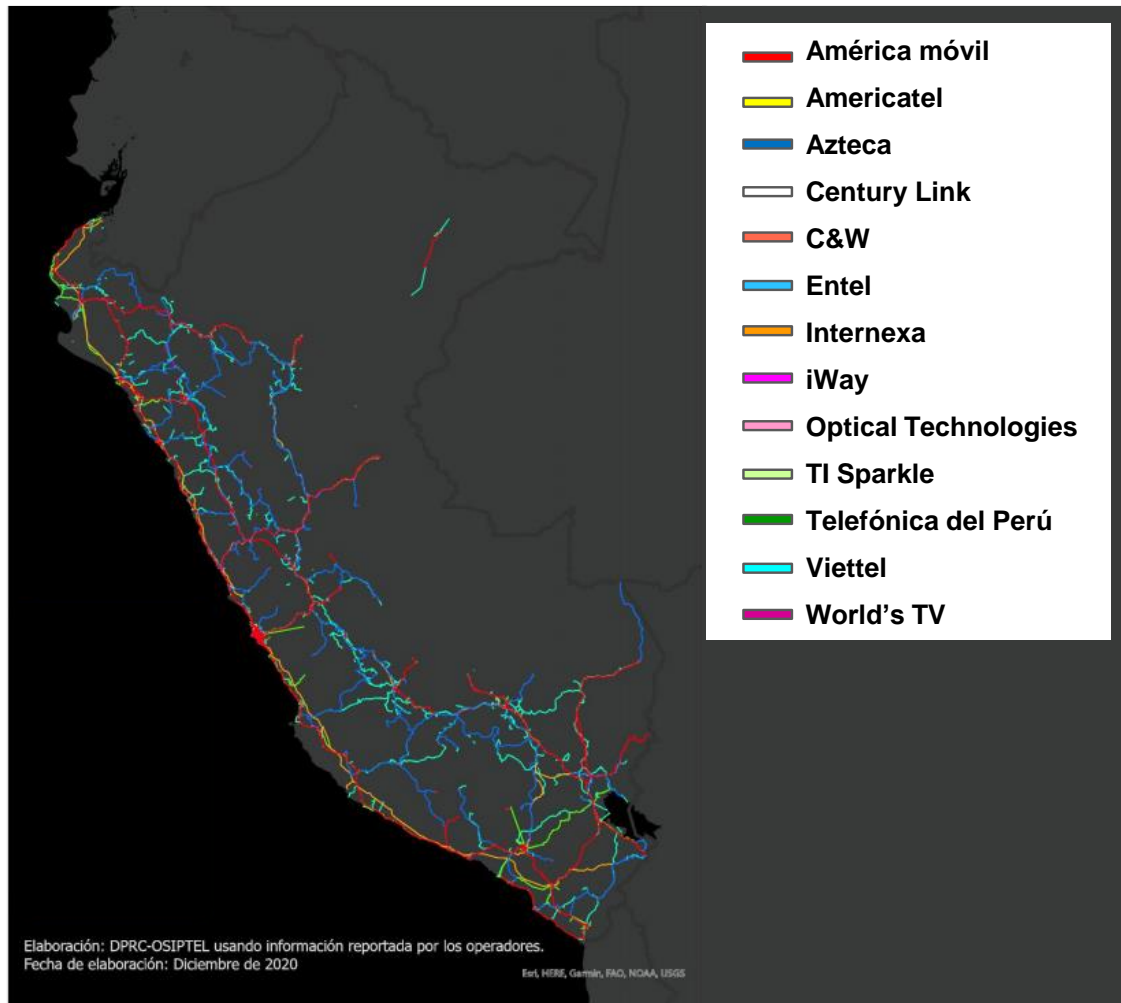 América móvil
Americatel
Azteca
Century Link
C&W
Entel
Internexa
iWay
Optical Technologies
TI Sparkle
Telefónica del Perú
Viettel
World's TV
Elaboración: DPRC-OSIPTEL usando información reportada por los operadores.
Fecha de elaboración: Diciembre de 2020
Esri, HERE, Garmin, FAO, NOAA, USGS